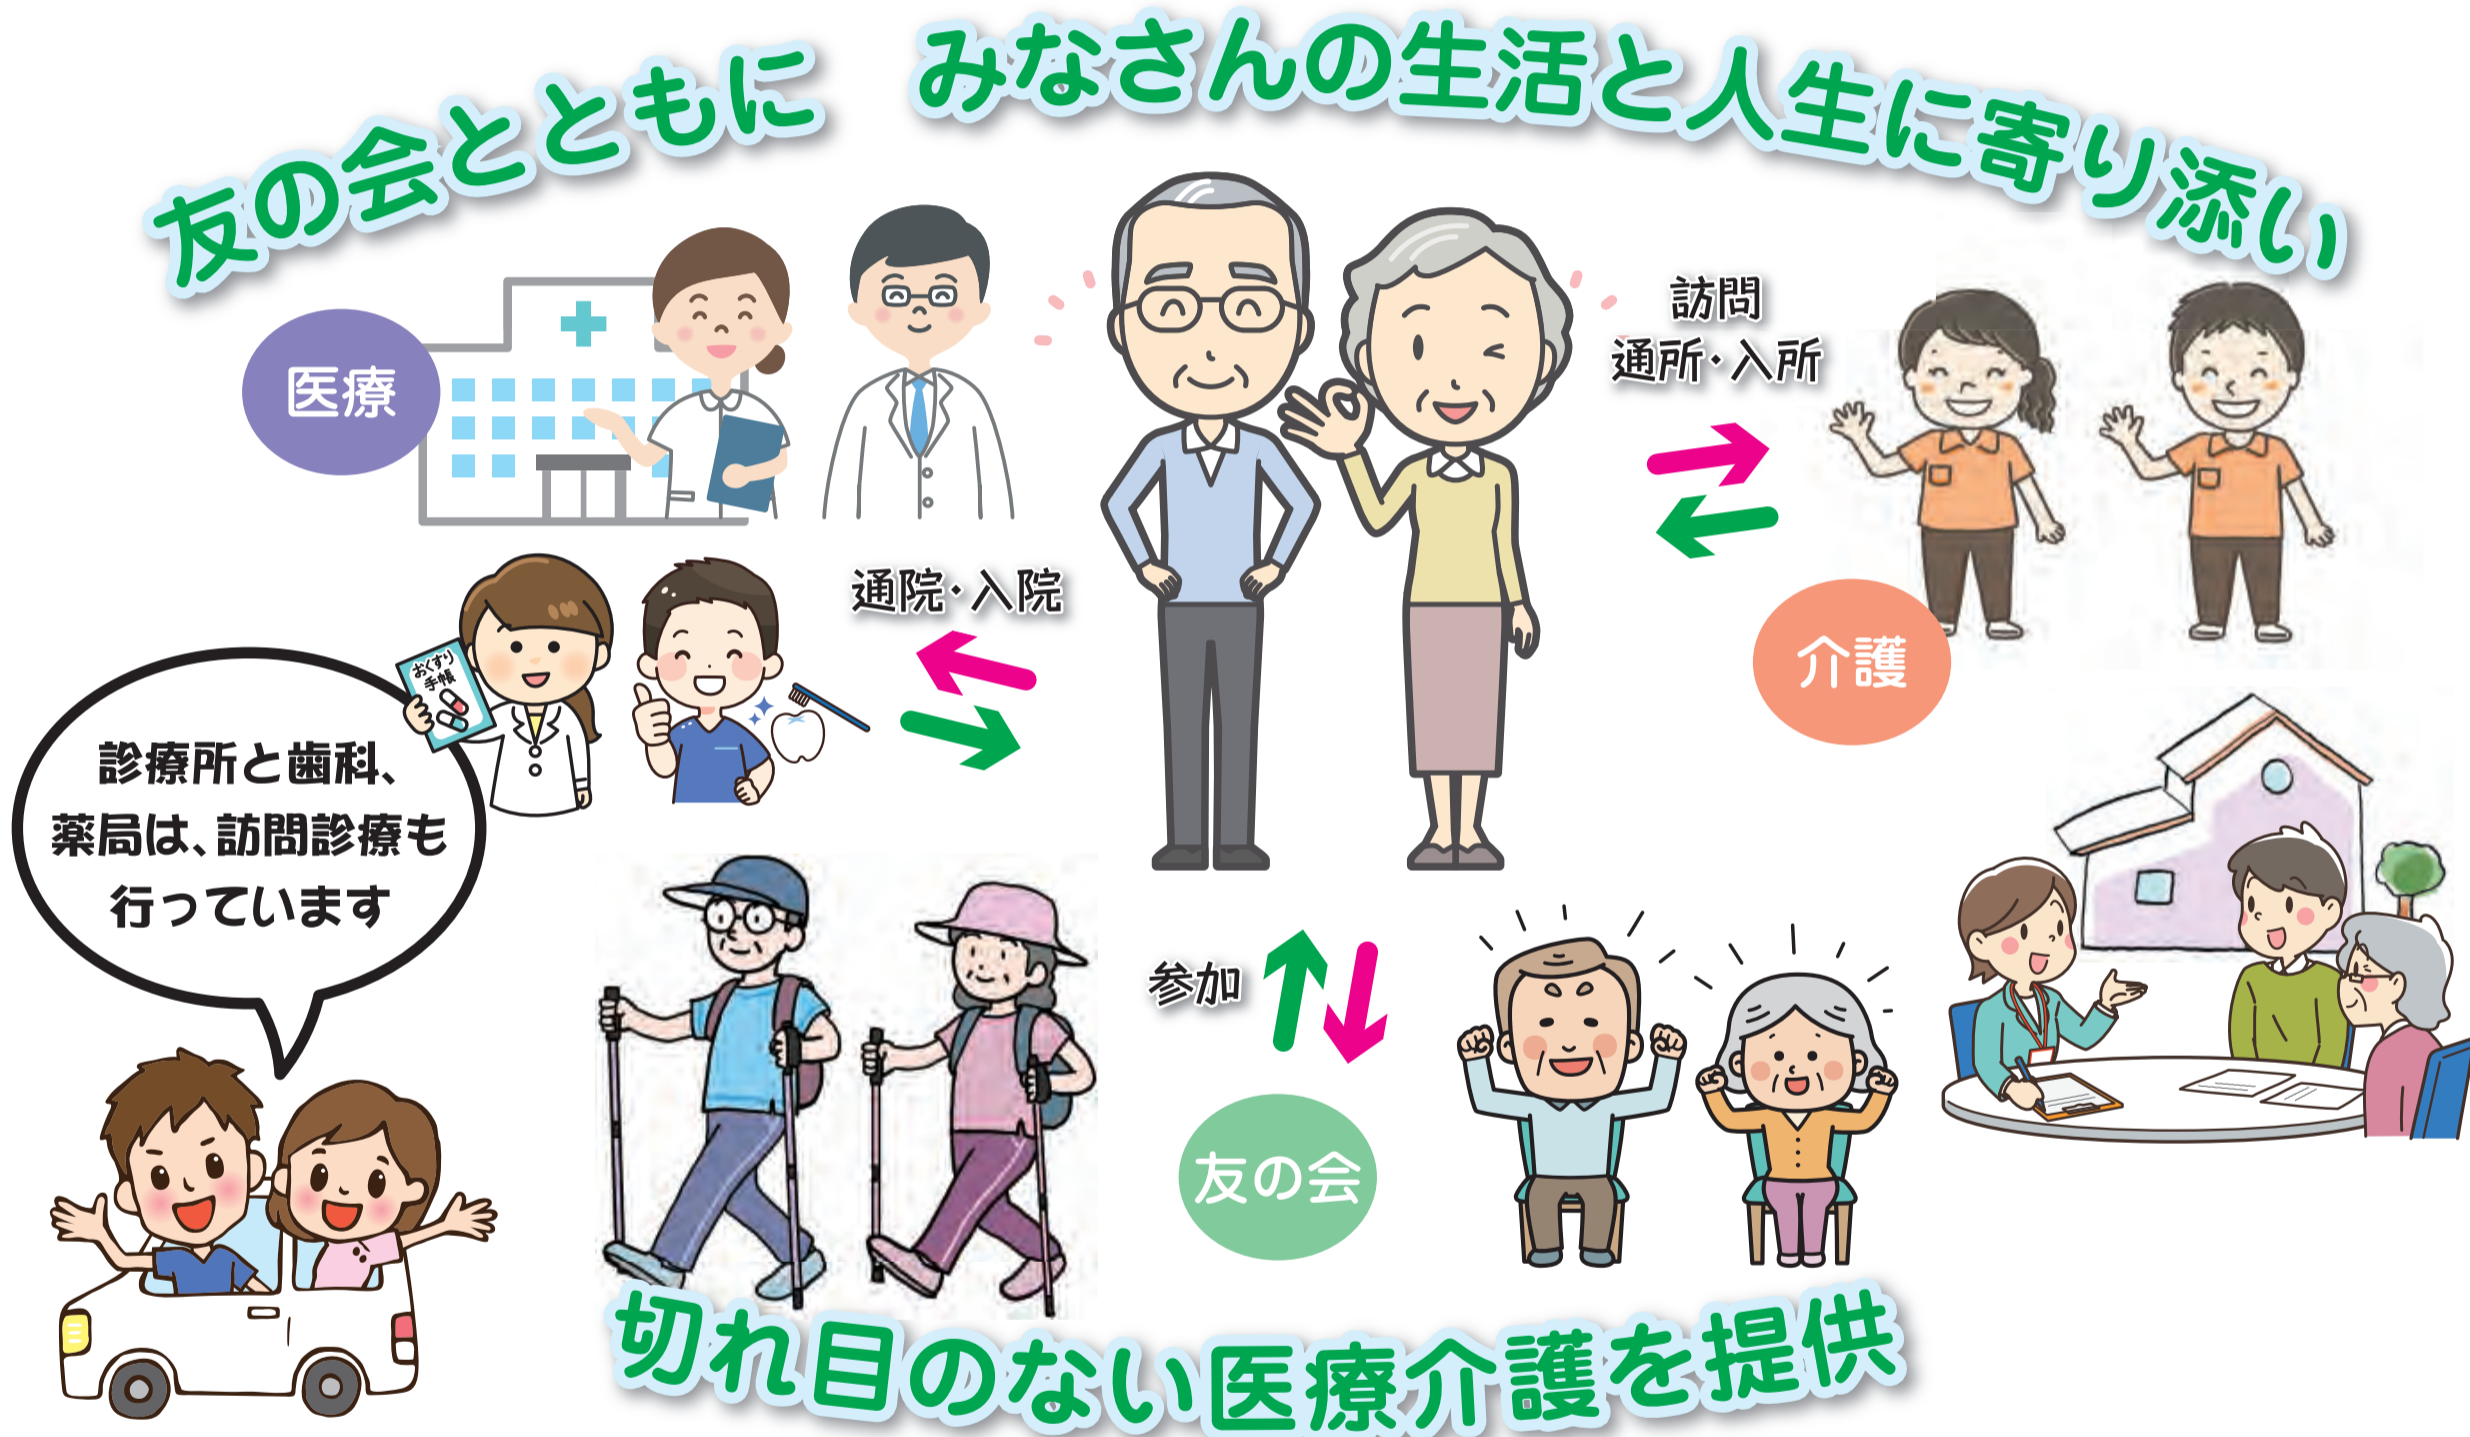 友の会とともに　みなさんの生活と人生に寄り添い
医療
訪問
通所・入所
通院・入院
おくすり
手帳
介護
診療所と歯科、
薬局は、訪問診療も
行っています
参加
友の会
切れ目のない医療介護を提供